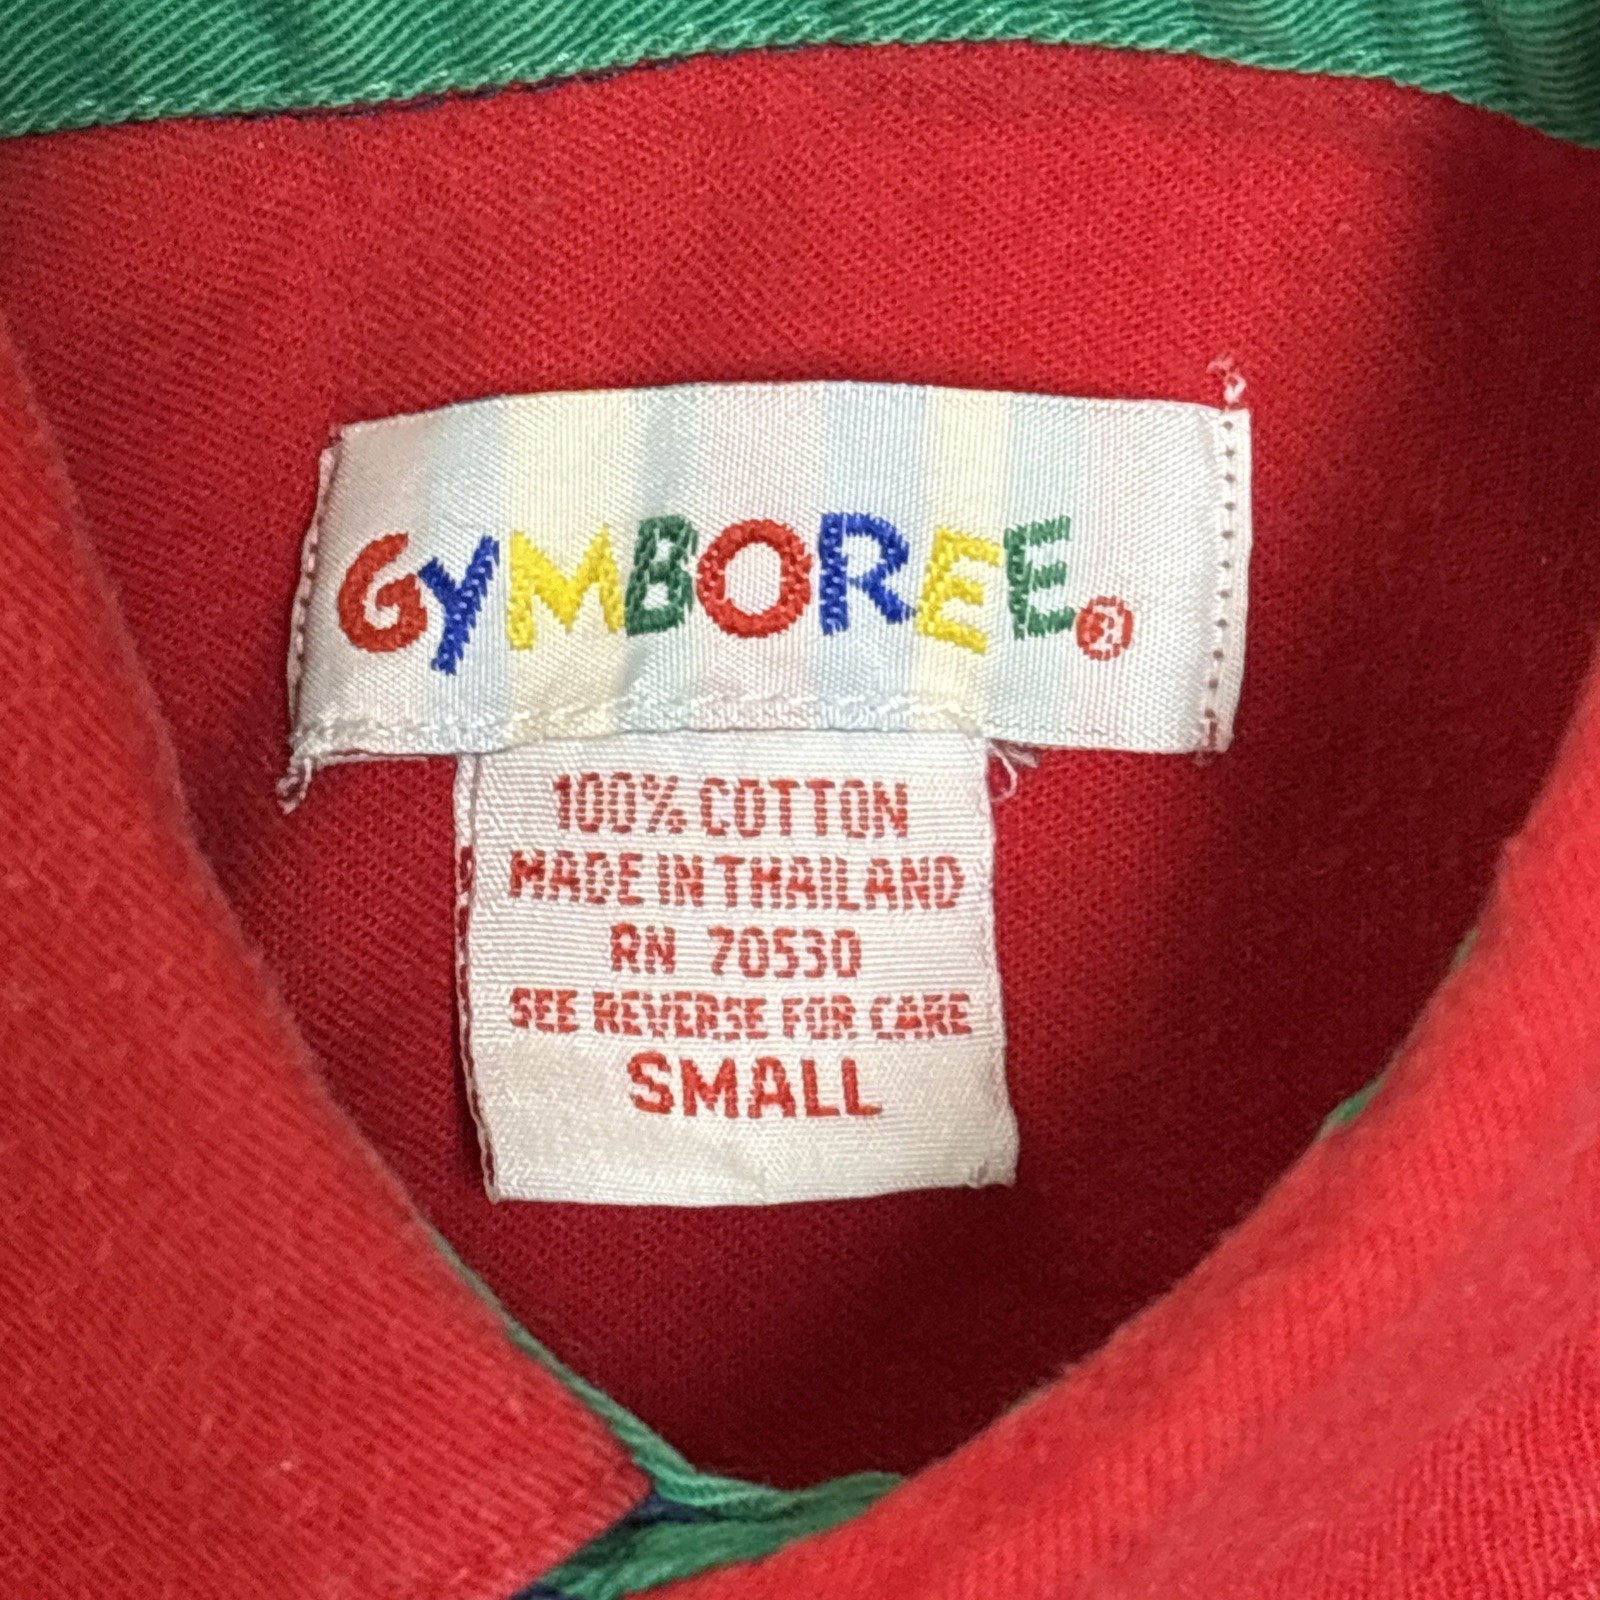 GYMBOREE®
100% COTTON
MADE IN THAILAND
RN 70530
SEE REVERSE FOR CARE
SMALL